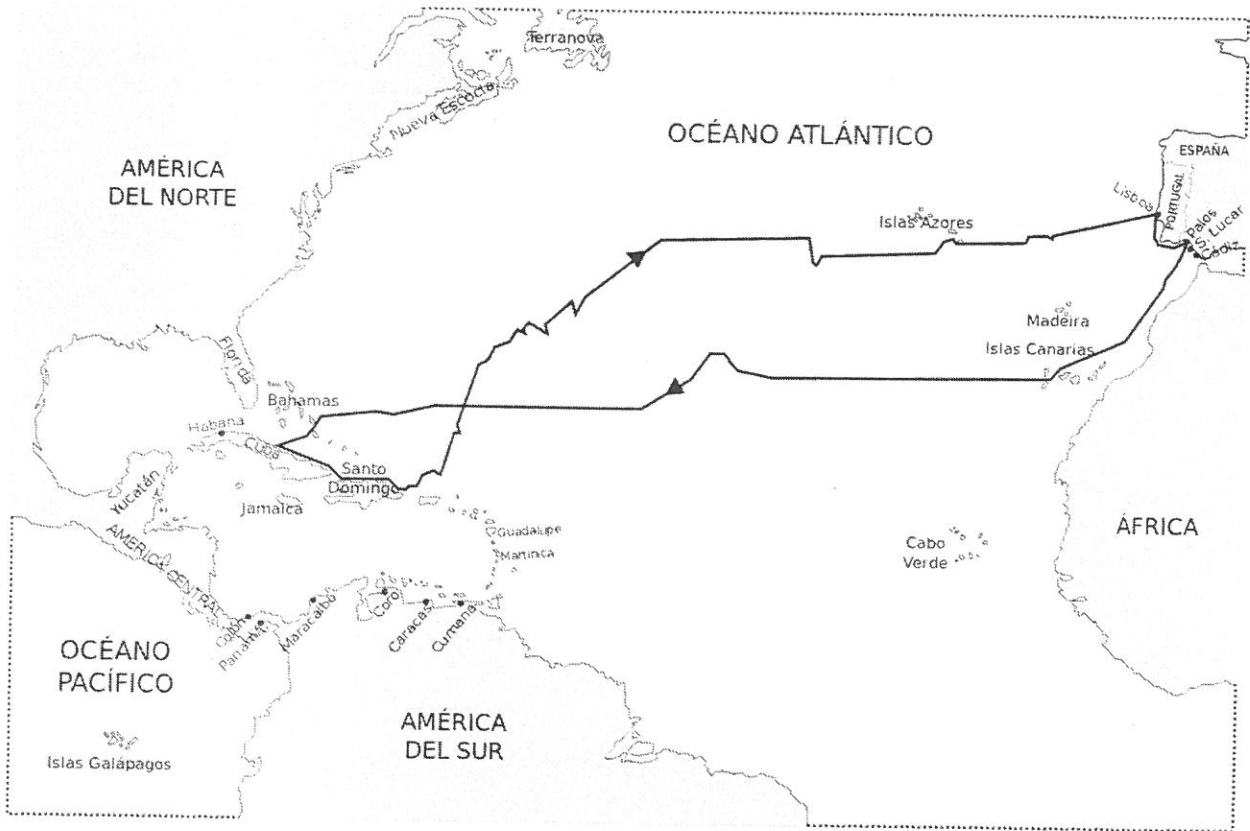 Terranova
Nueva Escocia
OCÉANO ATLÁNTICO
ESPAÑA
AMÉRICA
DEL NORTE
PORTUGAL
Lisboa
Islas Azores
Palos
S. Lucar
Cádiz
Madeira
Islas Canarias
Florida
Bahamas
Habana
Cuba
Santo
Domingo
Yucatán
Jamaica
Guadalupe
Martinica
AMÉRICA CENTRAL
Cabo
Verde
ÁFRICA
Colón
Panamá
Maracaibo
Coro
Caracas
Cumana
OCÉANO
PACÍFICO
AMÉRICA
DEL SUR
Islas Galápagos